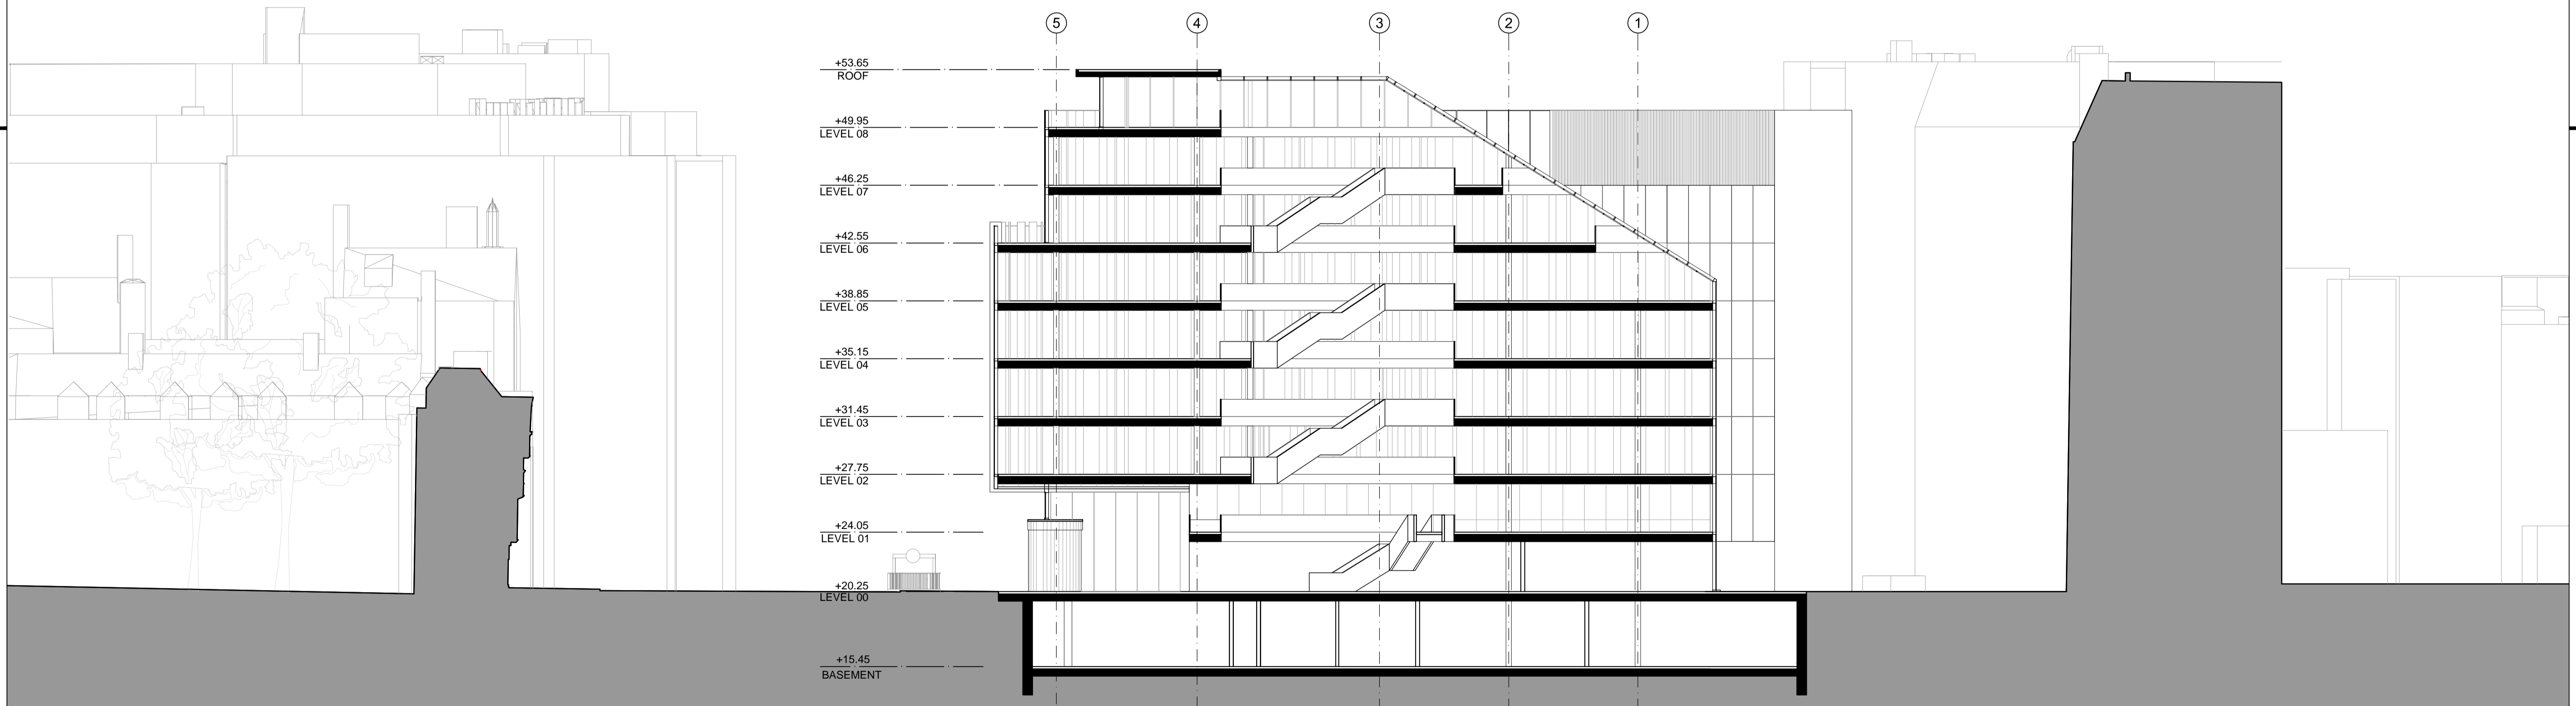 5 4 3 2 1
+53.65
ROOF
+49.95
LEVEL 08
+46.25
LEVEL 07
+42.55
LEVEL 06
+38.85
LEVEL 05
+35.15
LEVEL 04
+31.45
LEVEL 03
+27.75
LEVEL 02
+24.05
LEVEL 01
+20.25
LEVEL 00
+15.45
BASEMENT